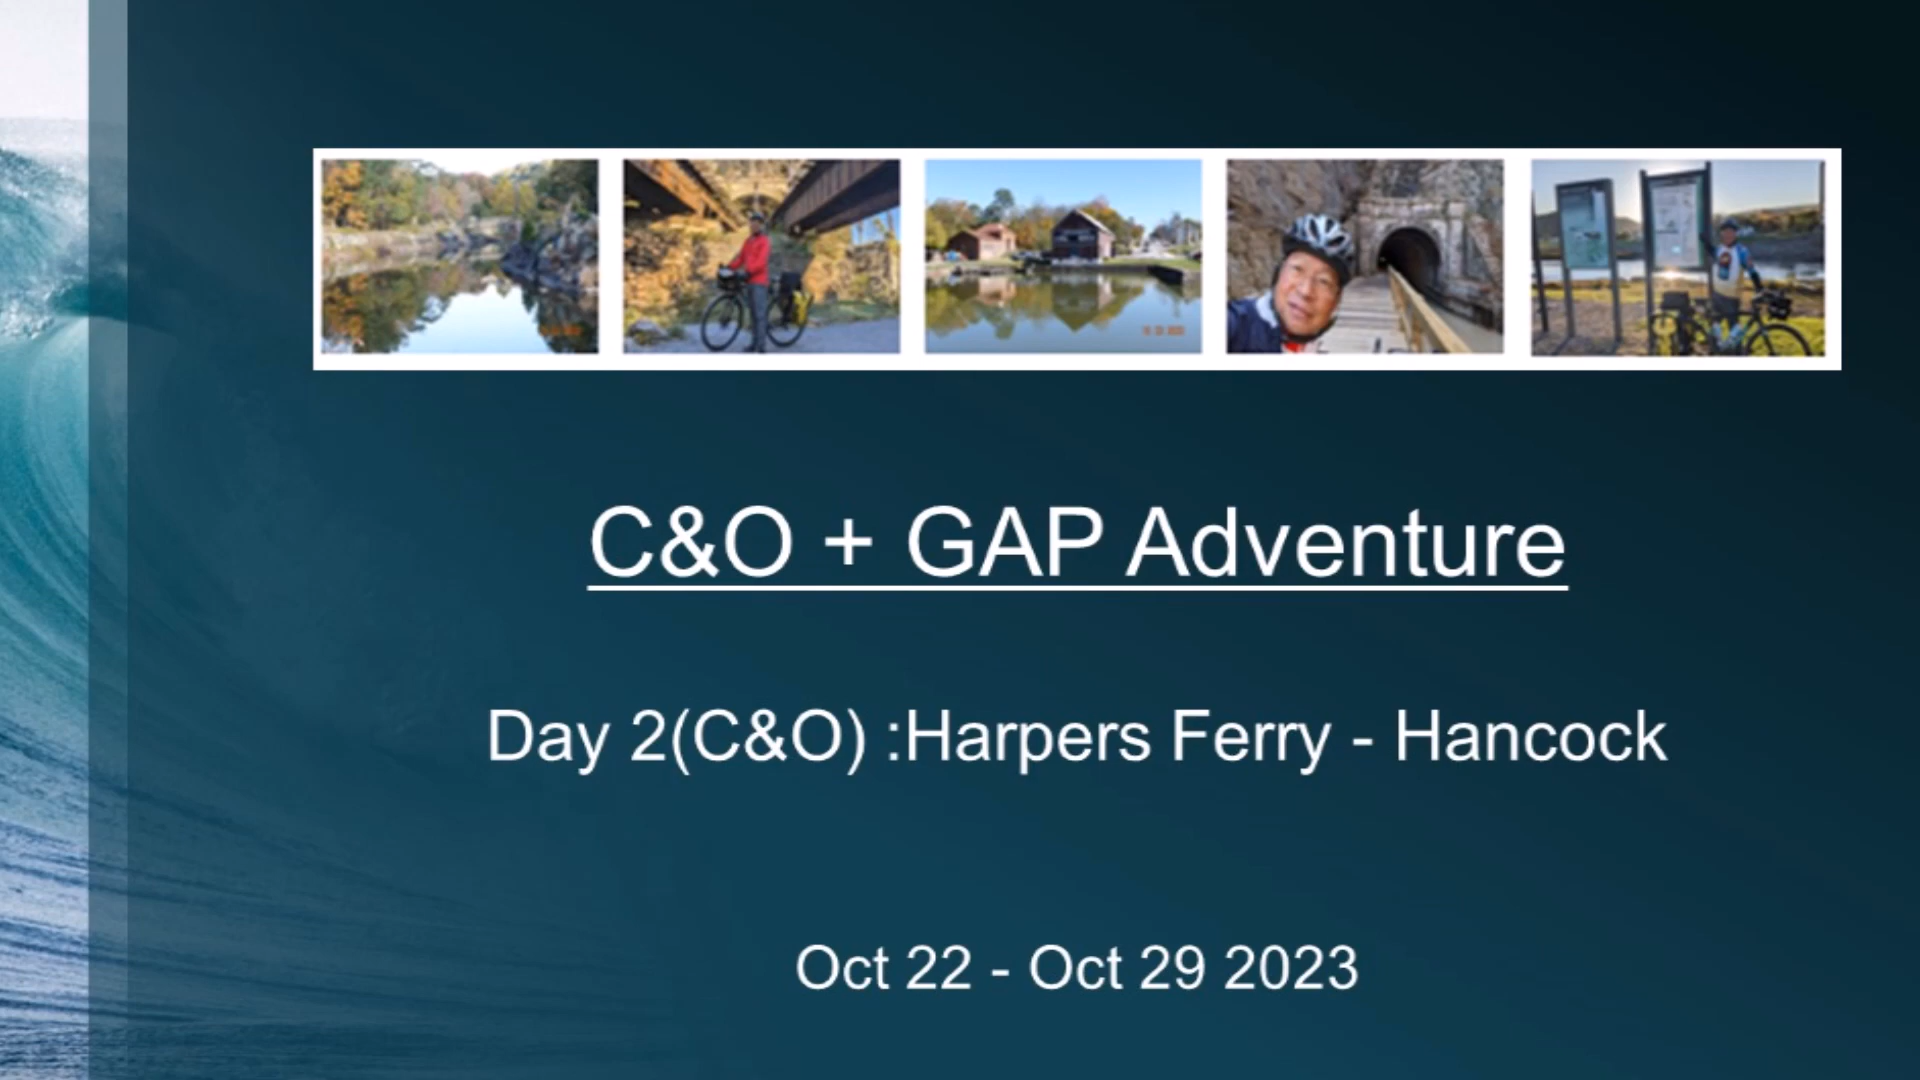 C&O + GAP Adventure
Day 2(C&O) :Harpers Ferry - Hancock
Oct 22 - Oct 29 2023